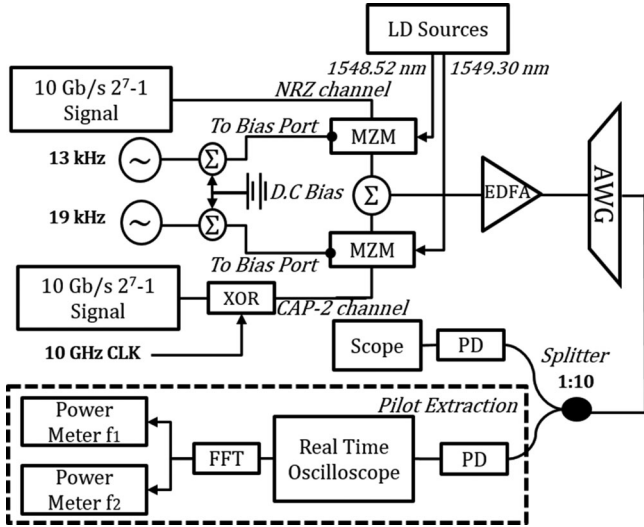 LD Sources
1548.52 nm
1549.30 nm
10 Gb/s 2⁷-1
Signal
NRZ channel
To Bias Port
MZM
13 kHz
~
Σ
D.C Bias
Σ
EDFA
AWG
19 kHz
~
Σ
MZM
To Bias Port
10 Gb/s 2⁷-1
Signal
XOR
CAP-2 channel
10 GHz CLK
Scope
PD
Splitter
1:10
Pilot Extraction
Power
Meter f₁
FFT
Real Time
Oscilloscope
PD
Power
Meter f₂